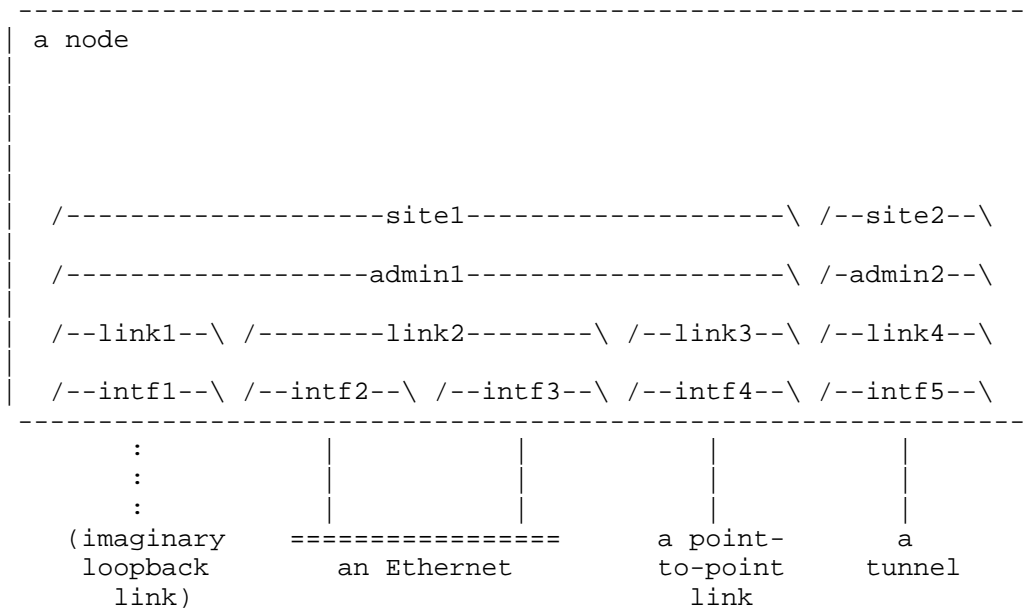 a node
/--------------------site1--------------------\ /--site2--\
/-------------------admin1--------------------\ /-admin2--\
/--link1--\ /--------link2--------\ /--link3--\ /--link4--\
/--intf1--\ /--intf2--\ /--intf3--\ /--intf4--\ /--intf5--\
(imaginary ================= a point- a
loopback an Ethernet to-point tunnel
link) link